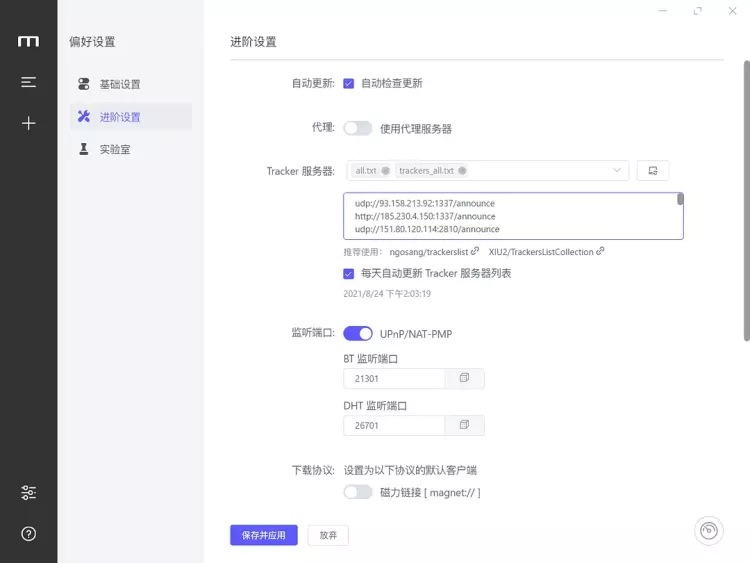 m
偏好设置
基础设置
进阶设置
实验室
进阶设置
自动更新: 自动检查更新
代理: 使用代理服务器
Tracker 服务器: all.txt trackers_all.txt
udp://93.158.213.92:1337/announce
http://185.230.4.150:1337/announce
udp://151.80.120.114:2810/announce
推荐使用: ngosang/trackerslist XIU2/TrackersListCollection
每天自动更新 Tracker 服务器列表
2021/8/24 下午2:03:19
监听端口: UPnP/NAT-PMP
BT 监听端口
21301
DHT 监听端口
26701
下载协议: 设置为以下协议的默认客户端
磁力链接 [ magnet:// ]
保存并应用 放弃